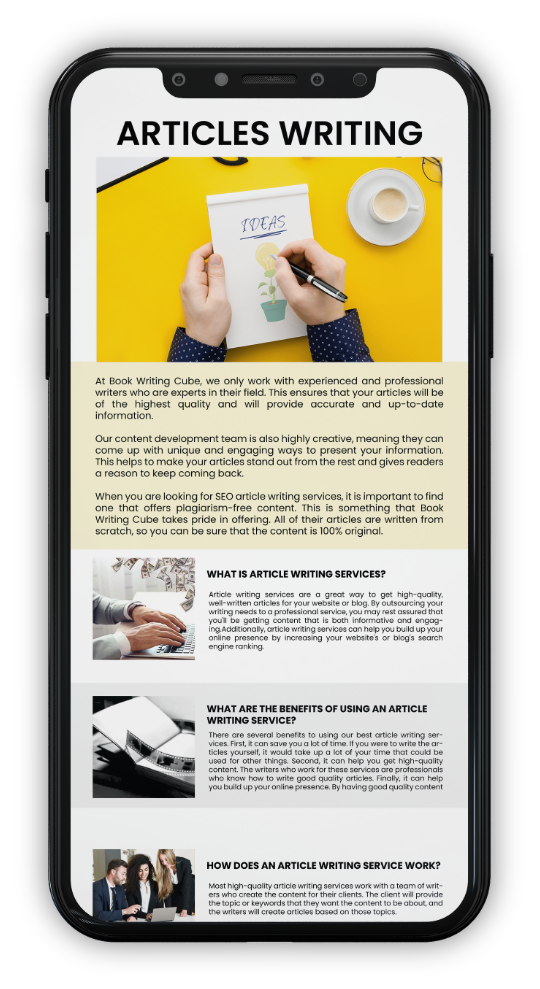 ARTICLES WRITING
IDEAS
At Book Writing Cube, we only work with experienced and professional
writers who are experts in their field. This ensures that your articles will be
of the highest quality and will provide accurate and up-to-date
information.
Our content development team is also highly creative, meaning they can
come up with unique and engaging ways to present your information.
This helps to make your articles stand out from the rest and gives readers
a reason to keep coming back.
When you are looking for SEO article writing services, it is important to find
one that offers plagiarism-free content. This is something that Book
Writing Cube takes pride in offering. All of their articles are written from
scratch, so you can be sure that the content is 100% original.
WHAT IS ARTICLE WRITING SERVICES?
Article writing services are a great way to get high-quality,
well-written articles for your website or blog. By outsourcing your
writing needs to a professional service, you may rest assured that
you'll be getting content that is both informative and engag-
ing.Additionally, article writing services can help you build up your
online presence by increasing your website's or blog's search
engine ranking.
WHAT ARE THE BENEFITS OF USING AN ARTICLE
WRITING SERVICE?
There are several benefits to using our best article writing ser-
vices. First, it can save you a lot of time. If you were to write the ar-
ticles yourself, it would take up a lot of your time that could be
used for other things. Second, it can help you get high-quality
content. The writers who work for these services are professionals
who know how to write good quality articles. Finally, it can help
you build up your online presence. By having good quality content
HOW DOES AN ARTICLE WRITING SERVICE WORK?
Most high-quality article writing services work with a team of writ-
ers who create the content for their clients. The client will provide
the topic or keywords that they want the content to be about, and
the writers will create articles based on those topics.